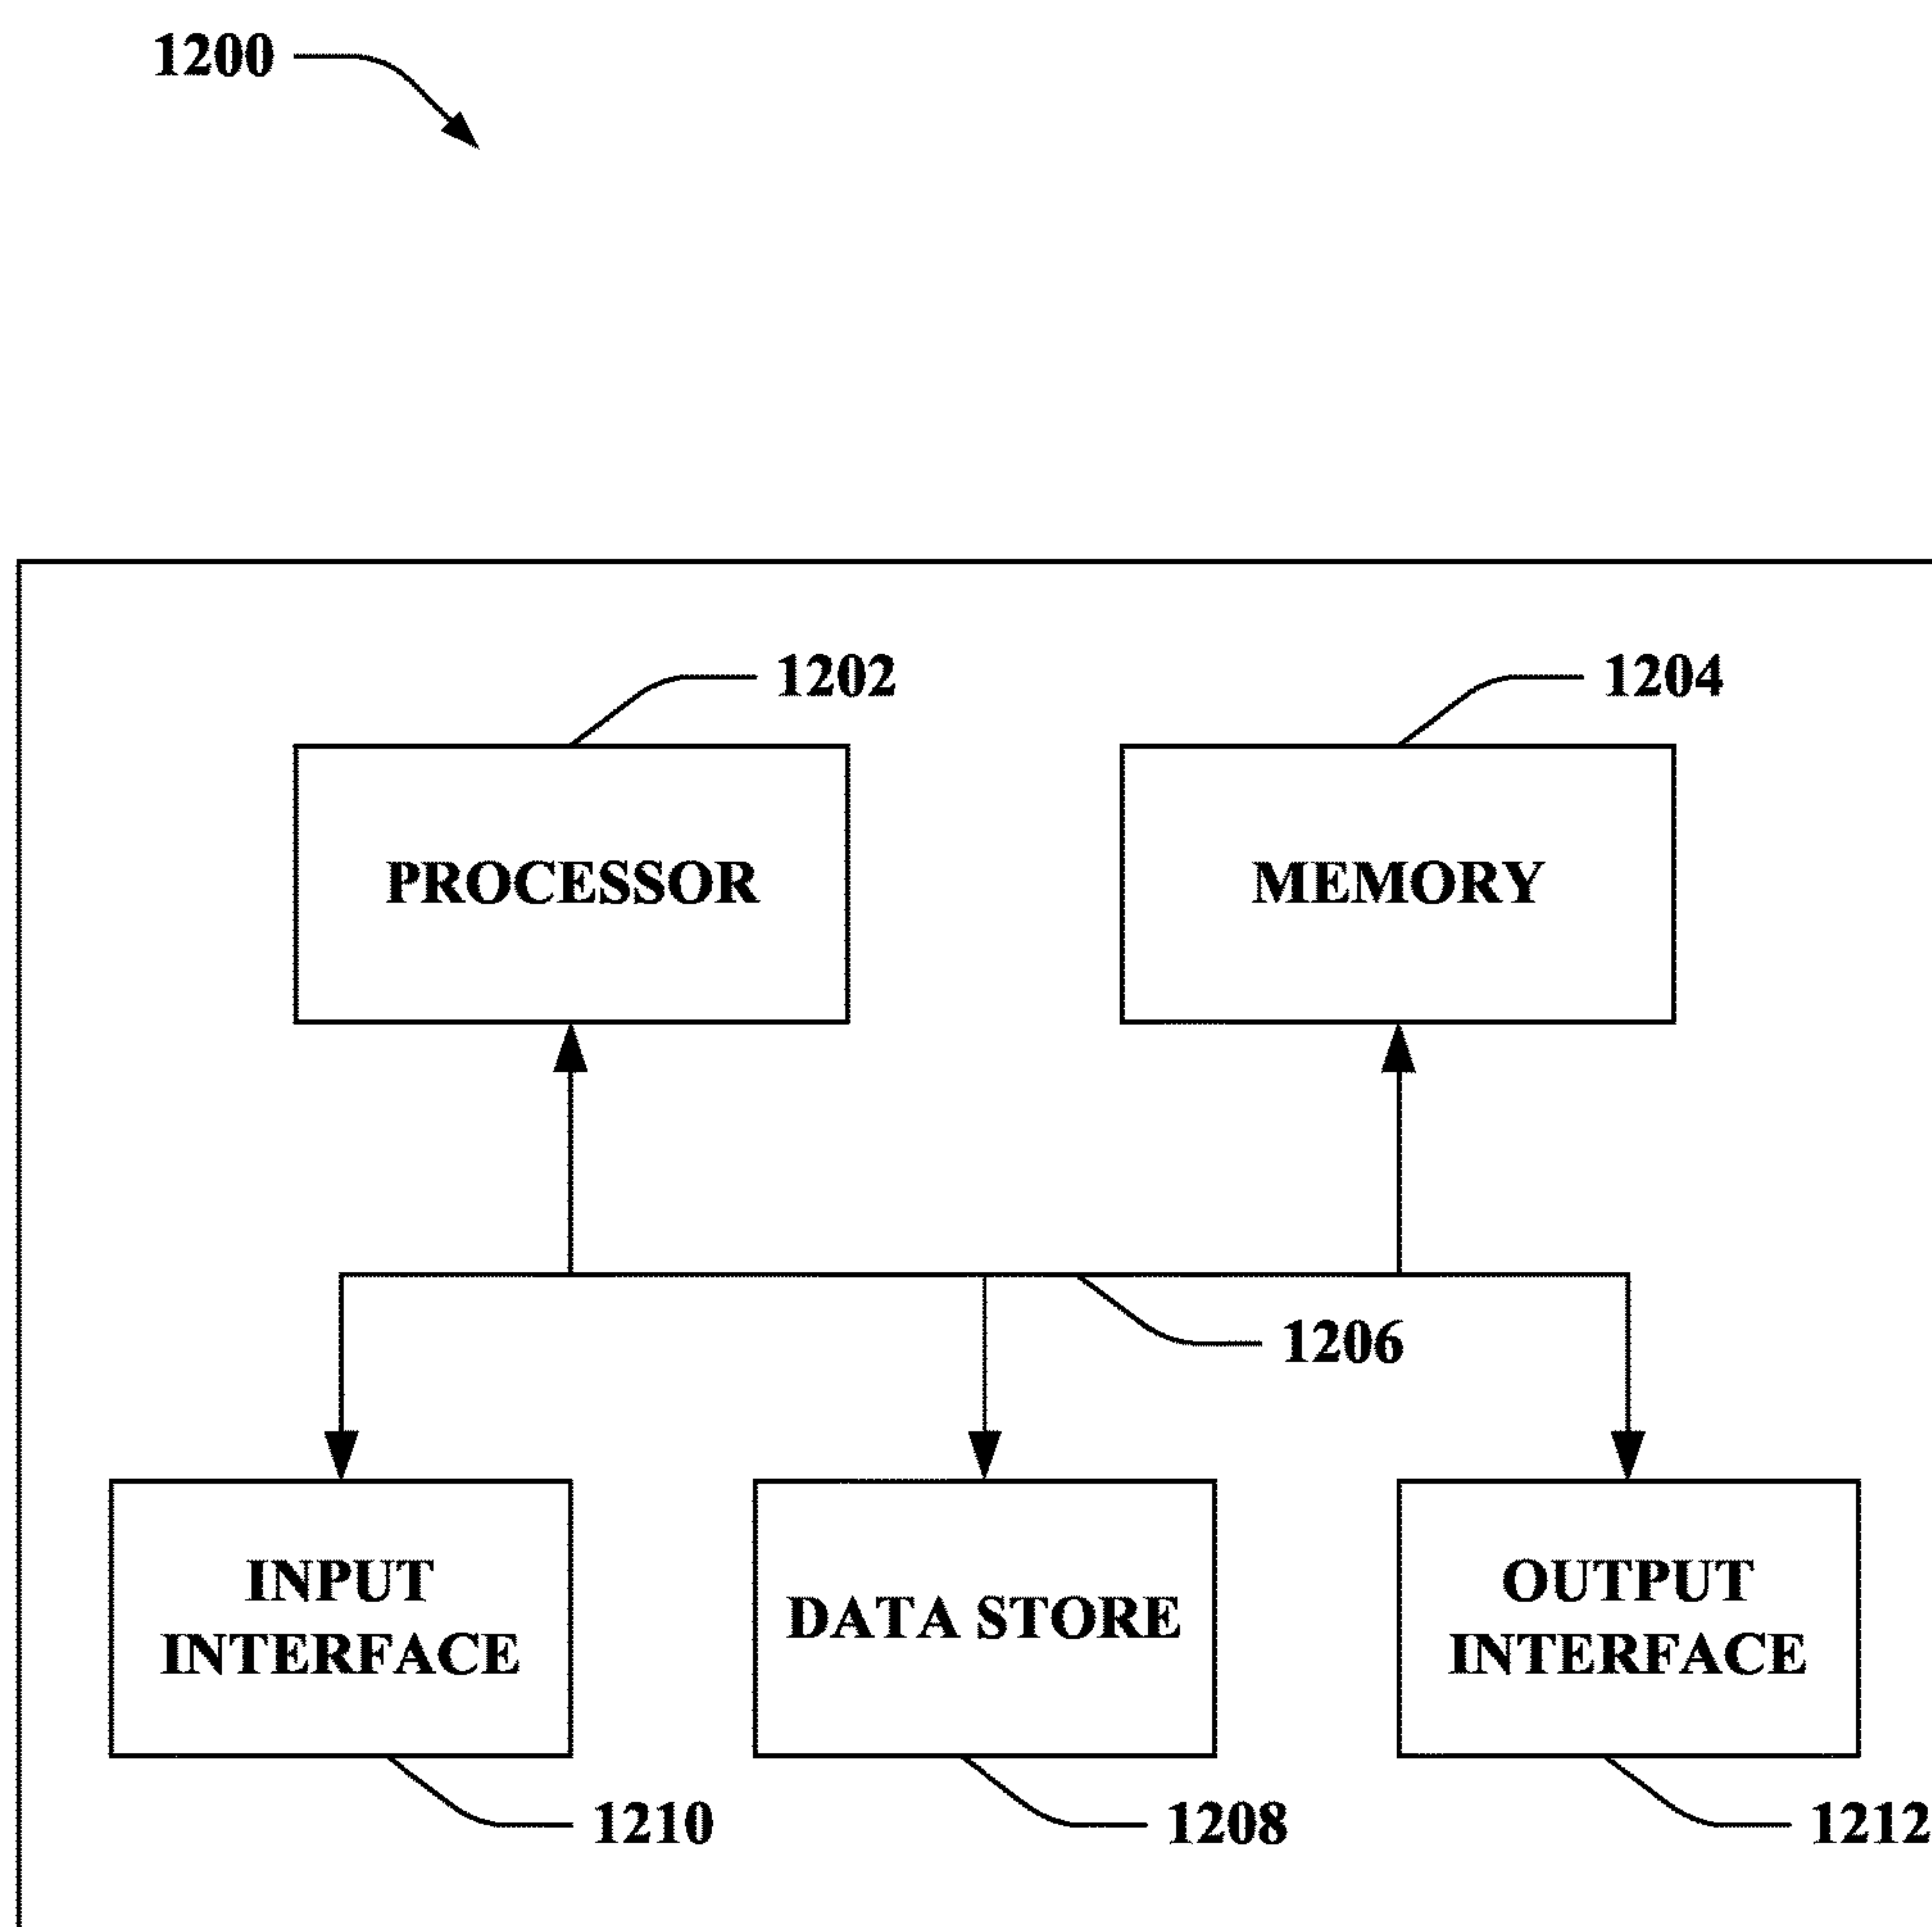 1200
1202
1204
PROCESSOR
MEMORY
1206
INPUT
INTERFACE
DATA STORE
OUTPUT
INTERFACE
1210
1208
1212